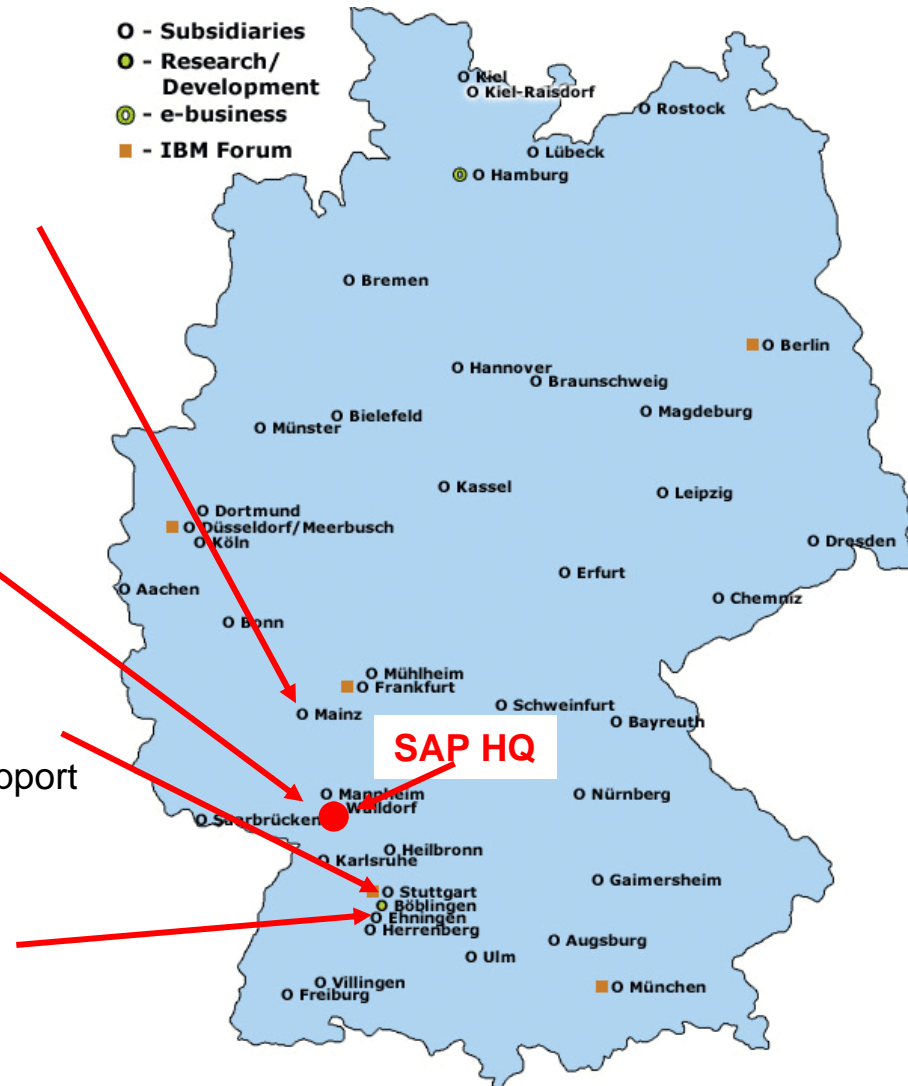 O - Subsidiaries
O - Research/
Development
◎ - e-business
■ - IBM Forum
Kiel
Kiel-Raisdorf
Rostock
Lübeck
Hamburg
Bremen
Berlin
Hannover
Braunschweig
Bielefeld
Magdeburg
Münster
Kassel
Leipzig
Dortmund
Düsseldorf/Meerbusch
Köln
Dresden
Erfurt
Aachen
Chemniz
Bonn
Mühlheim
Frankfurt
Schweinfurt
Mainz
Bayreuth
SAP HQ
pport
Mannheim
Nürnberg
Walldorf
Saarbrücken
Heilbronn
Karlsruhe
Gaimersheim
Stuttgart
Böblingen
Ehningen
Herrenberg
Augsburg
Ulm
Villingen
München
Freiburg